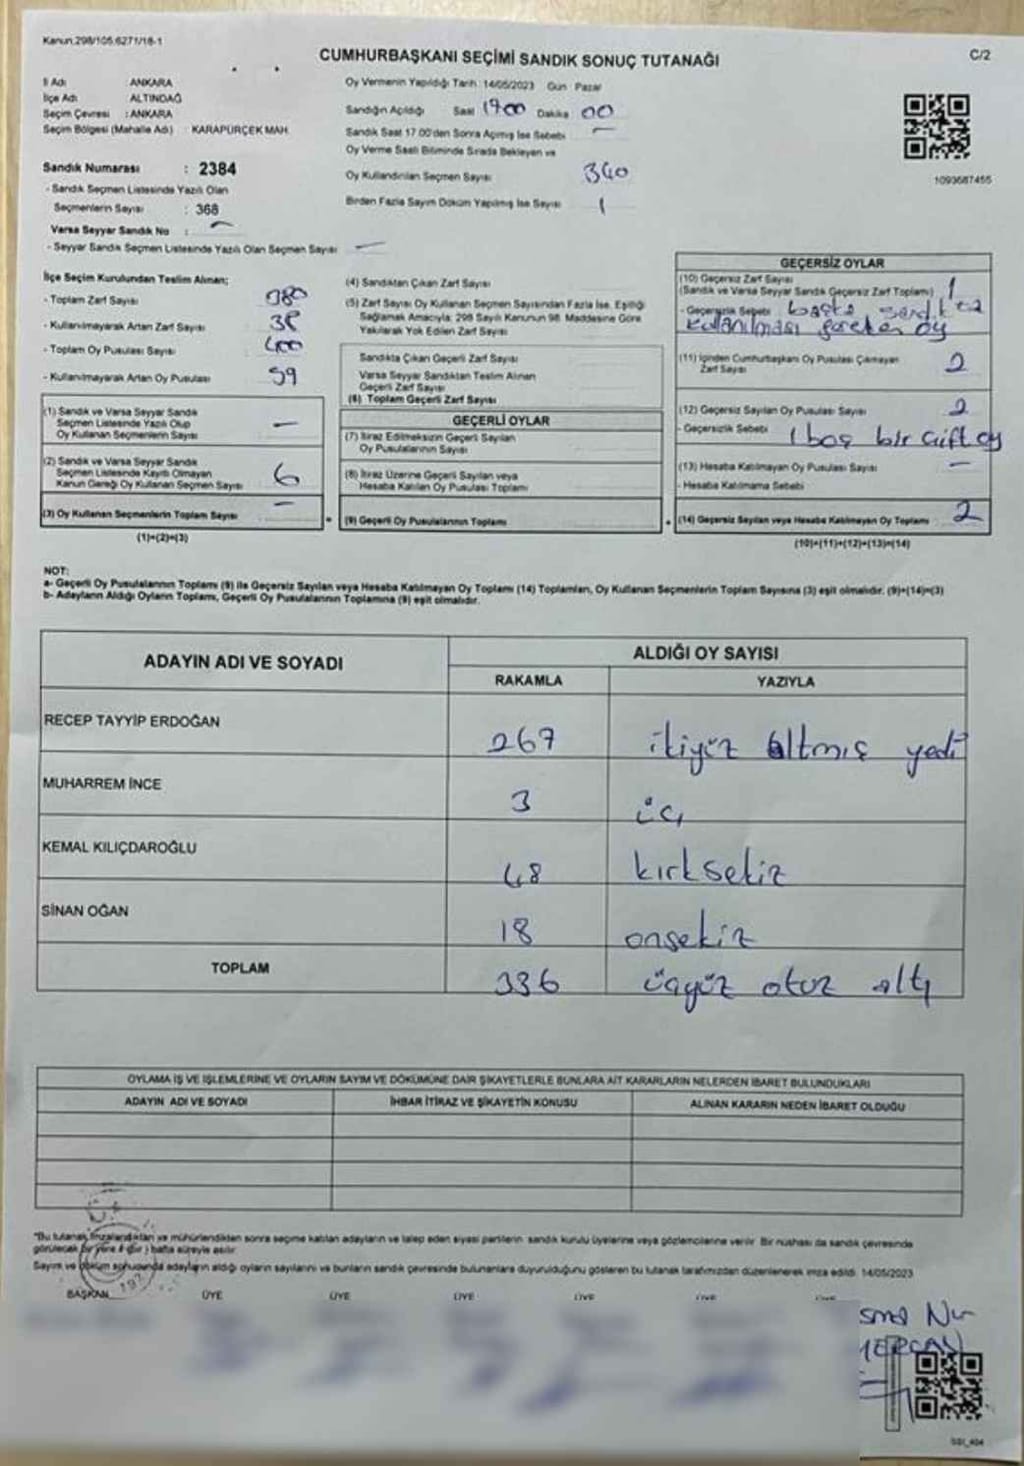 Kanun:298/105.6271/18-1
CUMHURBAŞKANI SEÇİMİ SANDIK SONUÇ TUTANAĞI
C/2
İl Adı : ANKARA
İlçe Adı : ALTINDAĞ
Seçim Çevresi : ANKARA
Seçim Bölgesi (Mahalle Adı) : KARAPÜRÇEK MAH.
Sandık Numarası : 2384
- Sandık Seçmen Listesinde Yazılı Olan
Seçmenlerin Sayısı : 368
Varsa Seyyar Sandık No :
- Seyyar Sandık Seçmen Listesinde Yazılı Olan Seçmen Sayısı
Oy Vermenin Yapıldığı Tarih: 14/05/2023 Gün: Pazar
Sandığın Açıldığı Saat 1700 Dakika 00
Sandık Saat 17.00'den Sonra Açılmış İse Sebebi
Oy Verme Saati Bitiminde Sırada Bekleyen ve
Oy Kullandırılan Seçmen Sayısı 340
Birden Fazla Sayım Döküm Yapılmış İse Sayısı 1
1093687455
İlçe Seçim Kurulundan Teslim Alınan;
- Toplam Zarf Sayısı
- Kullanılmayarak Artan Zarf Sayısı 38
- Toplam Oy Pusulası Sayısı 400
- Kullanılmayarak Artan Oy Pusulası 59
(1) Sandık ve Varsa Seyyar Sandık
Seçmen Listesinde Yazılı Olup
Oy Kullanan Seçmenlerin Sayısı —
(2) Sandık ve Varsa Seyyar Sandık
Seçmen Listesinde Kayıtlı Olmayan
Kanun Gereği Oy Kullanan Seçmen Sayısı 6
(3) Oy Kullanan Seçmenlerin Toplam Sayısı —
(1)+(2)=(3)
(4) Sandıktan Çıkan Zarf Sayısı
(5) Zarf Sayısı Oy Kullanan Seçmen Sayısından Fazla İse, Eşitliği
Sağlamak Amacıyla; 298 Sayılı Kanunun 98. Maddesine Göre
Yakılarak Yok Edilen Zarf Sayısı
Sandıkta Çıkan Geçerli Zarf Sayısı
Varsa Seyyar Sandıktan Teslim Alınan
Geçerli Zarf Sayısı
(6) Toplam Geçerli Zarf Sayısı
GEÇERLİ OYLAR
(7) İtiraz Edilmeksizin Geçerli Sayılan
Oy Pusulalarının Sayısı
(8) İtiraz Üzerine Geçerli Sayılan veya
Hesaba Katılan Oy Pusulası Toplamı
(9) Geçerli Oy Pusulalarının Toplamı
GEÇERSİZ OYLAR
(10) Geçersiz Zarf Sayısı
(Sandık ve Varsa Seyyar Sandık Geçersiz Zarf Toplamı) 1
- Geçersizlik Sebebi başka sandıkta
kullanılması gereken oy
(11) İçinden Cumhurbaşkanı Oy Pusulası Çıkmayan
Zarf Sayısı 2
(12) Geçersiz Sayılan Oy Pusulası Sayısı 2
- Geçersizlik Sebebi 1 boş bir çift oy
(13) Hesaba Katılmayan Oy Pusulası Sayısı —
- Hesaba Katılmama Sebebi
(14) Geçersiz Sayılan veya Hesaba Katılmayan Oy Toplamı 2
(10)+(11)+(12)+(13)=(14)
NOT:
a- Geçerli Oy Pusulalarının Toplamı (9) ile Geçersiz Sayılan veya Hesaba Katılmayan Oy Toplamı (14) Toplamları, Oy Kullanan Seçmenlerin Toplam Sayısına (3) eşit olmalıdır. (9)+(14)=(3)
b- Adayların Aldığı Oyların Toplamı, Geçerli Oy Pusulalarının Toplamına (9) eşit olmalıdır.
ADAYIN ADI VE SOYADI
ALDIĞI OY SAYISI
RAKAMLA YAZIYLA
RECEP TAYYİP ERDOĞAN 267 ikiyüz altmış yedi
MUHARREM İNCE 3 üç
KEMAL KILIÇDAROĞLU 48 kırksekiz
SİNAN OĞAN 18 onsekiz
TOPLAM 336 üçyüz otuz altı
OYLAMA İŞ VE İŞLEMLERİNE VE OYLARIN SAYIM VE DÖKÜMÜNE DAİR ŞİKAYETLERLE BUNLARA AİT KARARLARIN NELERDEN İBARET BULUNDUKLARI
ADAYIN ADI VE SOYADI İHBAR İTİRAZ VE ŞİKAYETİN KONUSU ALINAN KARARIN NEDEN İBARET OLDUĞU
"Bu tutanak imzalandıktan ve mühürlendikten sonra seçime katılan adayların ve talep eden siyasi partilerin sandık kurulu üyelerine veya gözlemcilerine verilir. Bir nüshası da sandık çevresinde
görülecek bir yere 1 (bir) hafta süreyle asılır.
Sayım ve döküm sonucunda adayların aldığı oyların sayılarını ve bunların sandık çevresinde bulunanlara duyurulduğunu gösteren bu tutanak tarafımızdan düzenlenerek imza edildi. 14/05/2023
BAŞKAN ÜYE ÜYE ÜYE ÜYE ÜYE